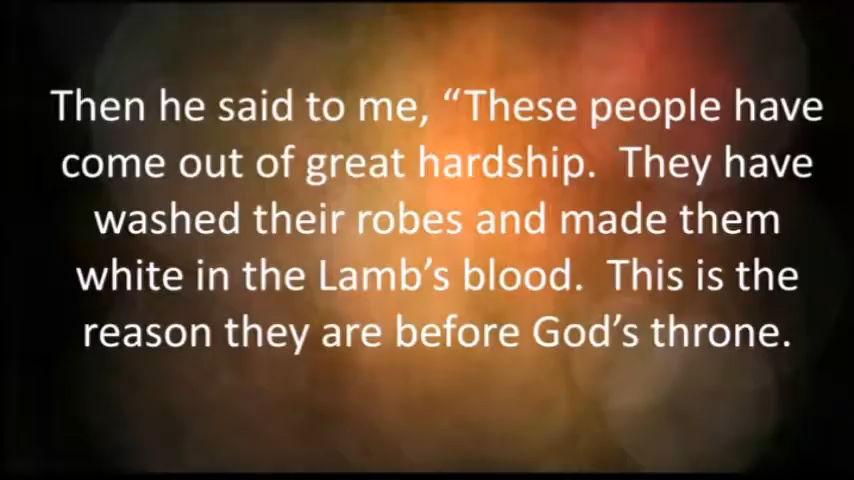 Then he said to me, “These people have
come out of great hardship.  They have
washed their robes and made them
white in the Lamb’s blood.  This is the
reason they are before God’s throne.